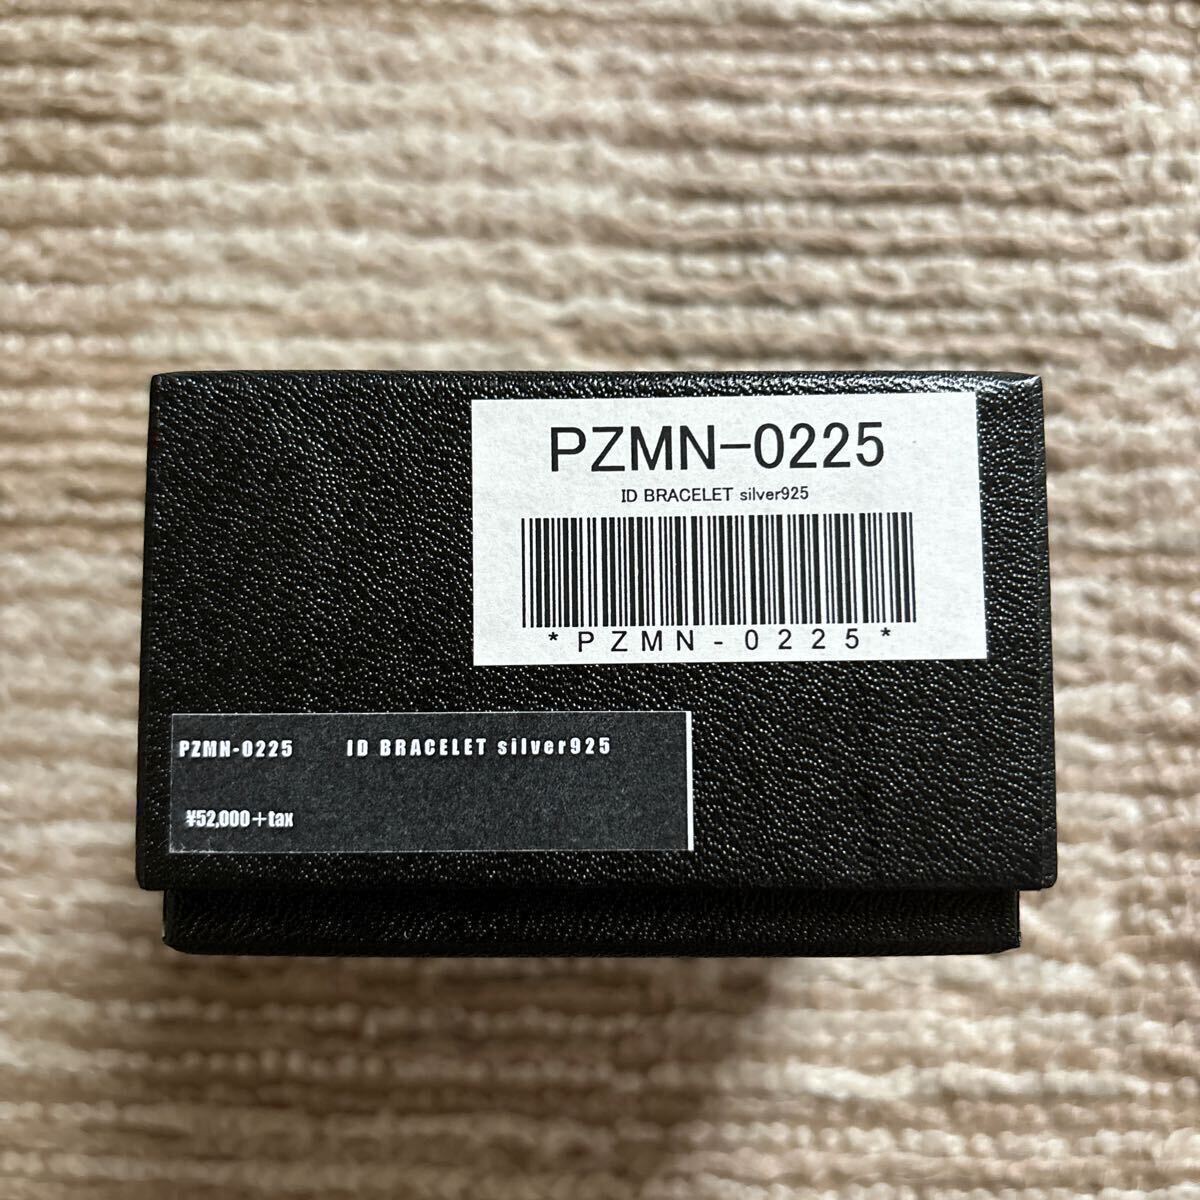 PZMN-0225
ID BRACELET silver925
*PZMN-0225*
PZMN-0225 ID BRACELET silver925
¥52,000+tax